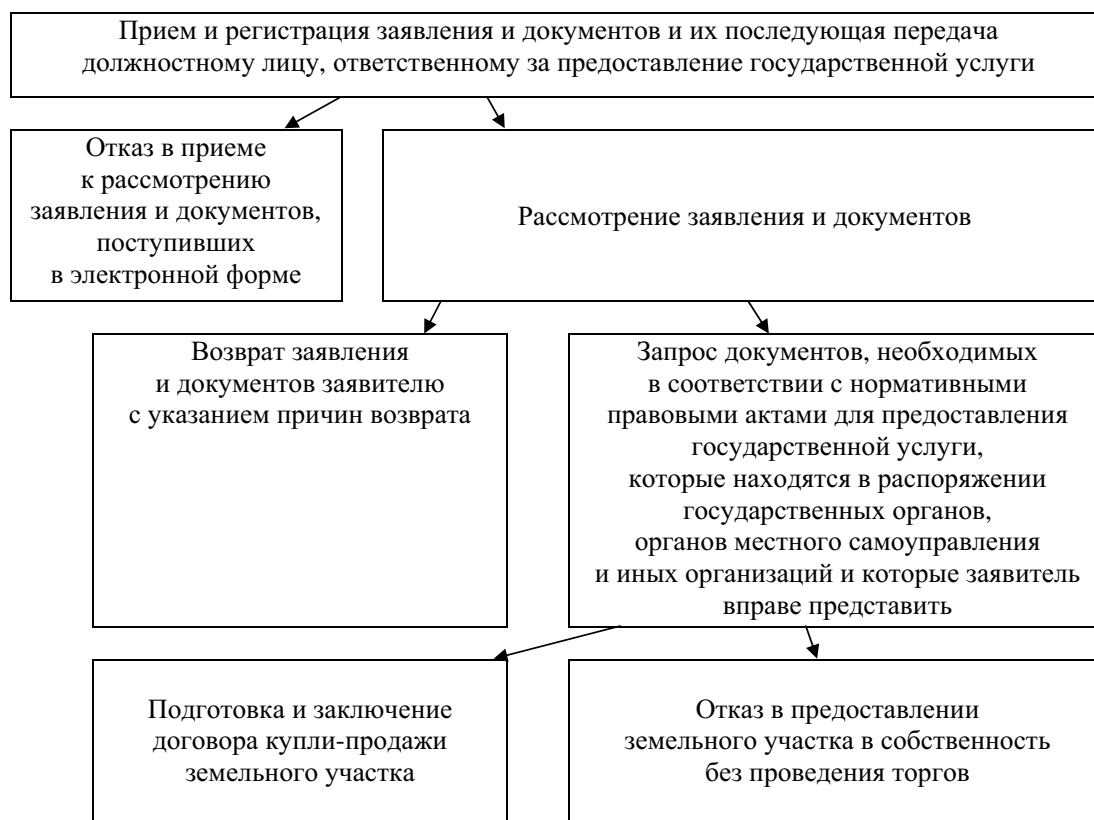 Прием и регистрация заявления и документов и их последующая передача
должностному лицу, ответственному за предоставление государственной услуги
Отказ в приеме
к рассмотрению
заявления и документов,
поступивших
в электронной форме
Рассмотрение заявления и документов
Возврат заявления
и документов заявителю
с указанием причин возврата
Запрос документов, необходимых
в соответствии с нормативными
правовыми актами для предоставления
государственной услуги,
которые находятся в распоряжении
государственных органов,
органов местного самоуправления
и иных организаций и которые заявитель
вправе представить
Подготовка и заключение
договора купли-продажи
земельного участка
Отказ в предоставлении
земельного участка в собственность
без проведения торгов